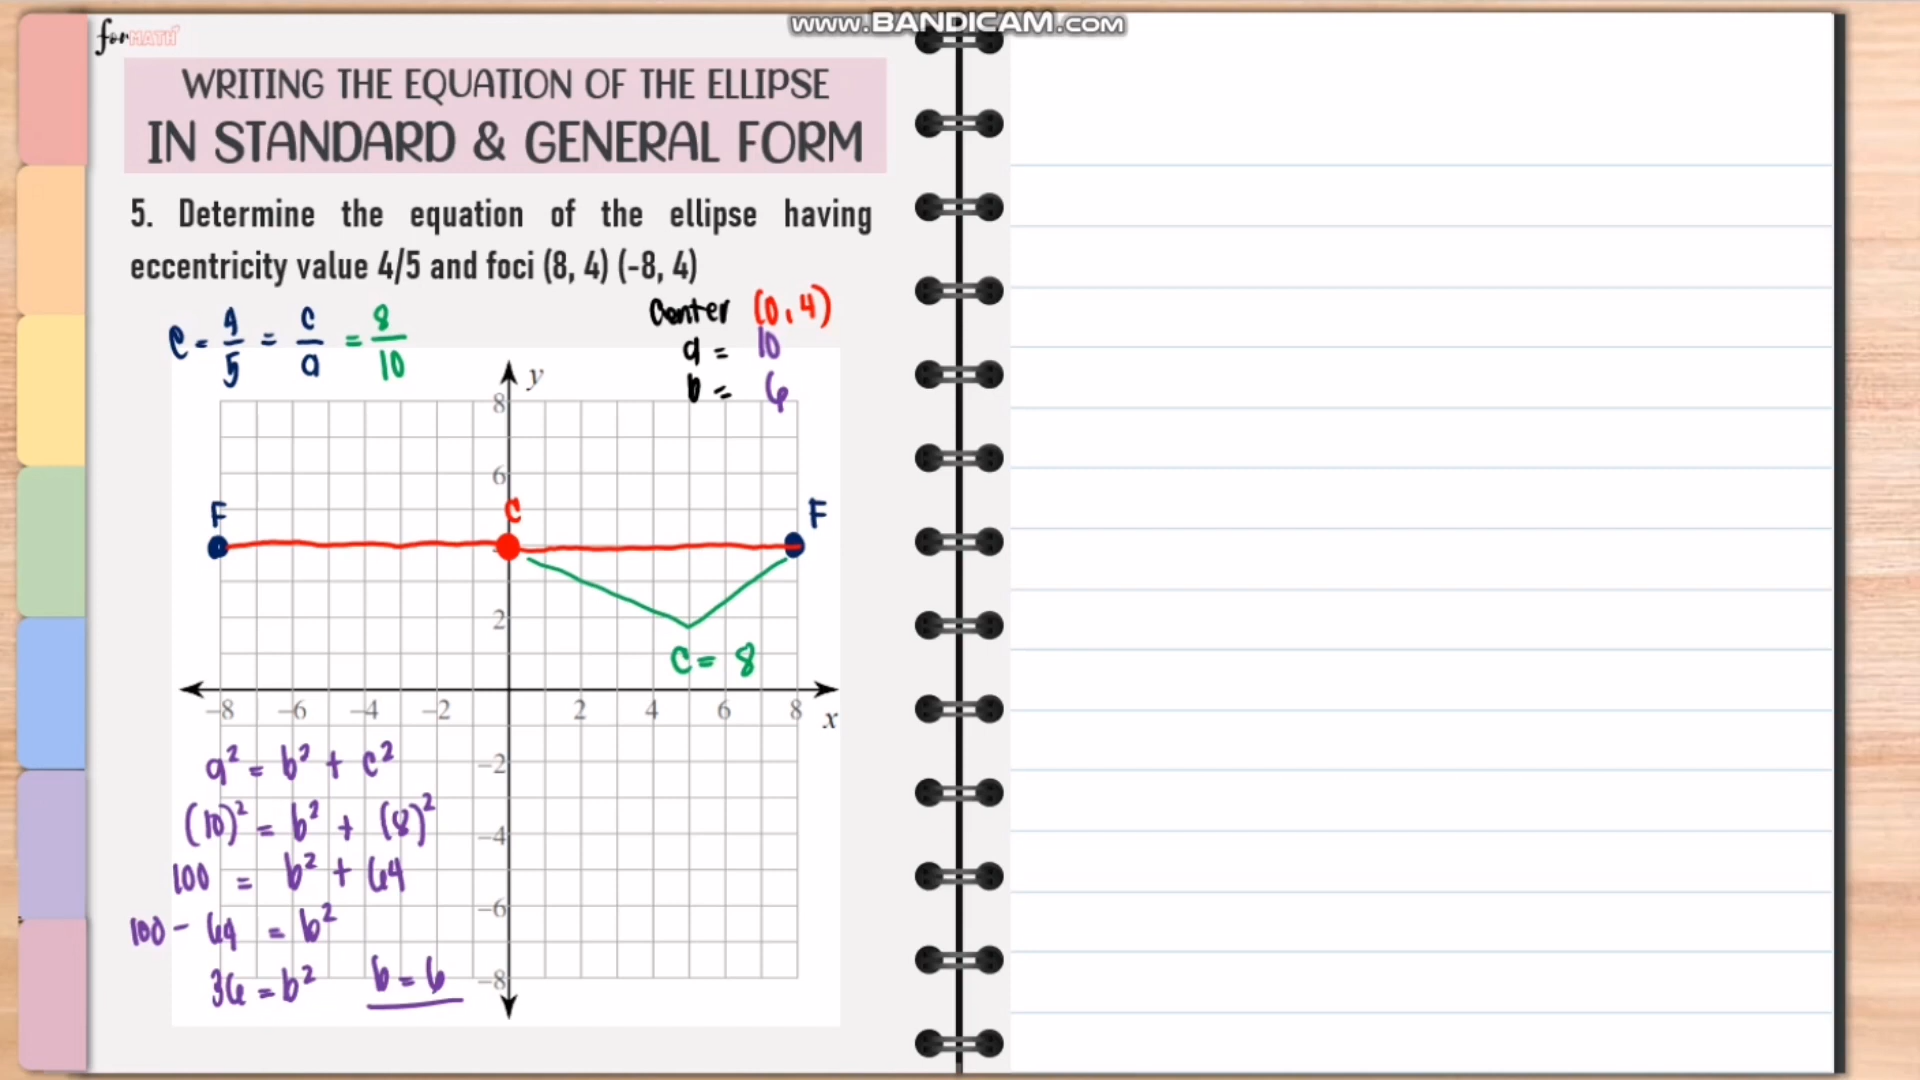 www.BANDICAM.com
forMATH
WRITING THE EQUATION OF THE ELLIPSE
IN STANDARD & GENERAL FORM
5. Determine the equation of the ellipse having
eccentricity value 4/5 and foci (8, 4) (-8, 4)
e = 4/5 = c/a = 8/10
Center (0, 4)
a = 10
b = 6
y
8
6
F
C
F
2
C = 8
-8 -6 -4 -2 2 4 6 8 x
a² = b² + c²
-2
(10)² = b² + (8)²
-4
100 = b² + 64
-6
100 - 64 = b²
36 = b² b = 6
-8